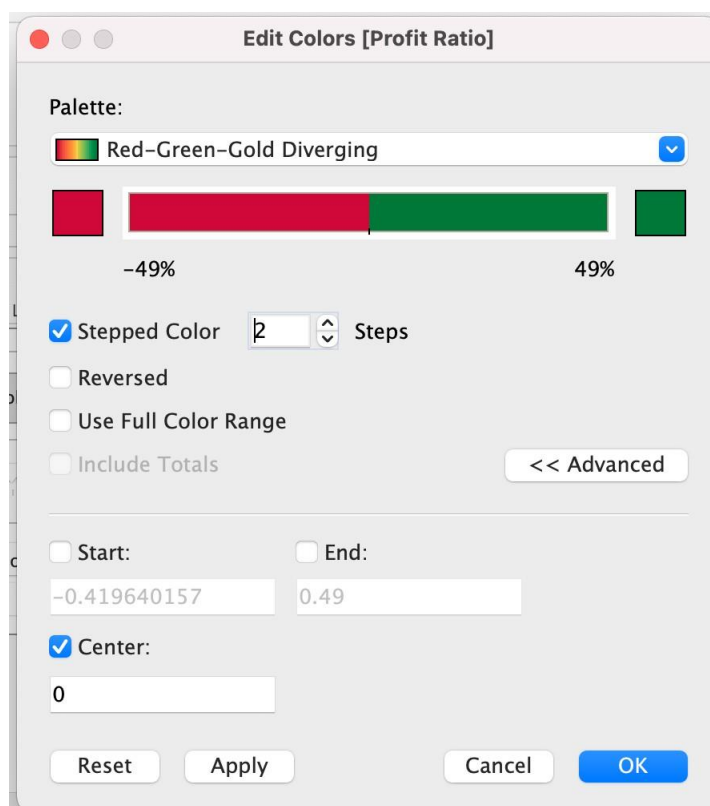 Edit Colors [Profit Ratio]
Palette:
Red-Green-Gold Diverging
-49% 49%
Stepped Color 2 Steps
Reversed
Use Full Color Range
Include Totals << Advanced
Start: End:
-0.419640157 0.49
Center:
0
Reset Apply Cancel OK